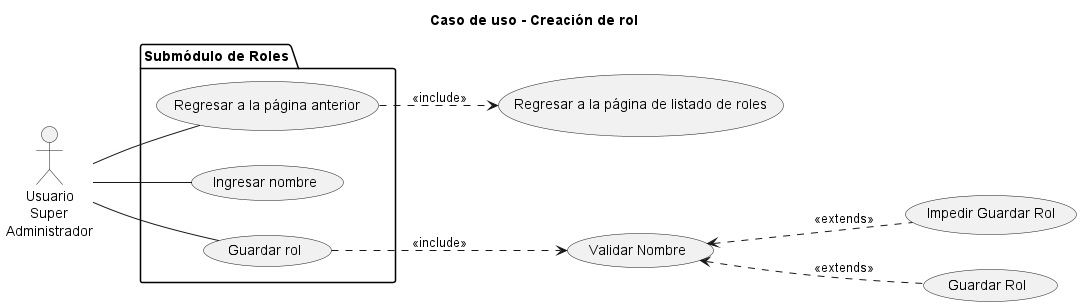 Caso de uso - Creación de rol
Submódulo de Roles
Regresar a la página anterior
«include»
Regresar a la página de listado de roles
Usuario
Super
Administrador
Ingresar nombre
Guardar rol
«include»
Validar Nombre
«extends»
Impedir Guardar Rol
«extends»
Guardar Rol